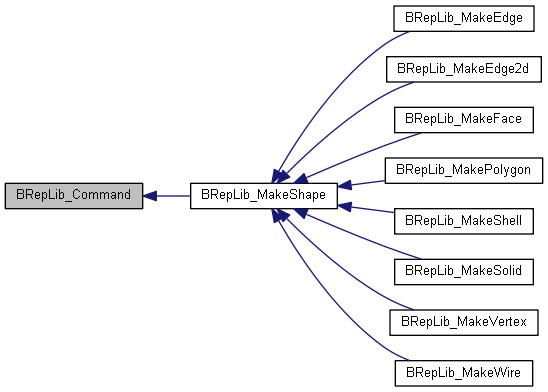 BRepLib_MakeEdge
BRepLib_MakeEdge2d
BRepLib_MakeFace
BRepLib_MakePolygon
BRepLib_Command
BRepLib_MakeShape
BRepLib_MakeShell
BRepLib_MakeSolid
BRepLib_MakeVertex
BRepLib_MakeWire